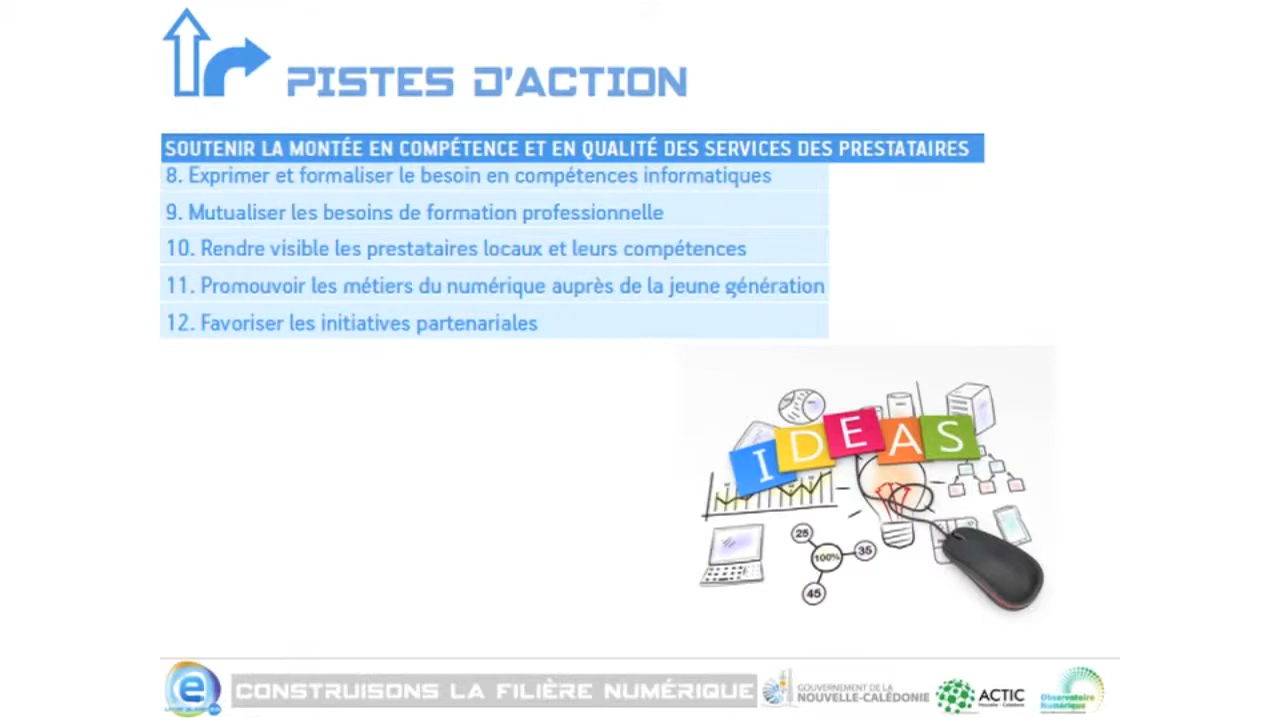 PISTES D'ACTION
SOUTENIR LA MONTÉE EN COMPÉTENCE ET EN QUALITÉ DES SERVICES DES PRESTATAIRES
8. Exprimer et formaliser le besoin en compétences informatiques
9. Mutualiser les besoins de formation professionnelle
10. Rendre visible les prestataires locaux et leurs compétences
11. Promouvoir les métiers du numérique auprès de la jeune génération
12. Favoriser les initiatives partenariales
IDEAS
25
100%
35
45
e
CONSTRUISONS LA FILIÈRE NUMÉRIQUE
GOUVERNEMENT DE LA
NOUVELLE-CALÉDONIE
ACTIC
Nouvelle - Calédonie
Observatoire
Numérique